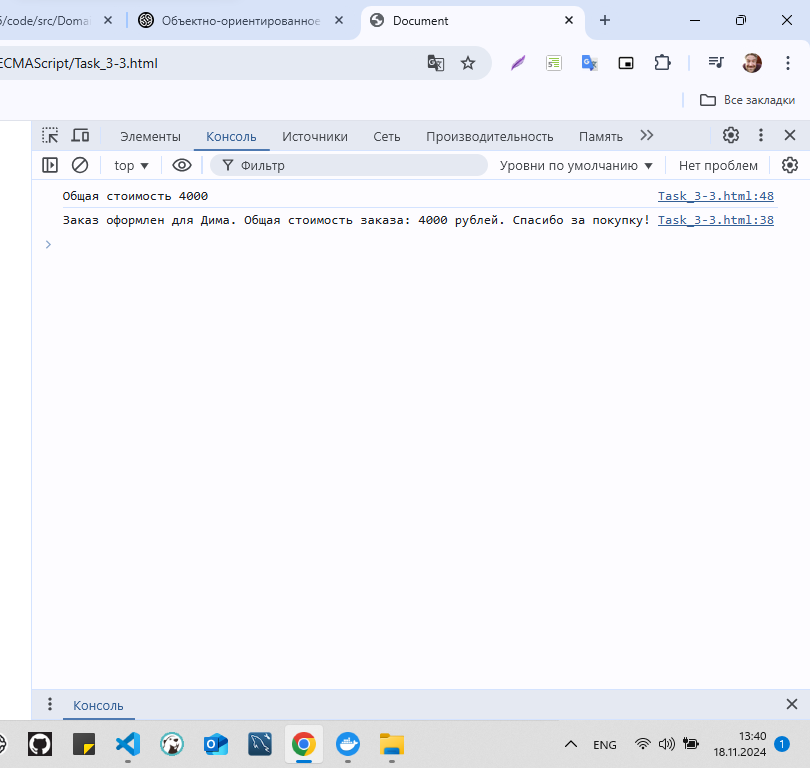 5/code/src/Domai
Объектно-ориентированное
Document
ECMAScript/Task_3-3.html
Все закладки
Элементы Консоль Источники Сеть Производительность Память
top Фильтр Уровни по умолчанию Нет проблем
Общая стоимость 4000 Task_3-3.html:48
Заказ оформлен для Дима. Общая стоимость заказа: 4000 рублей. Спасибо за покупку! Task_3-3.html:38
Консоль
ENG
13:40
18.11.2024
1